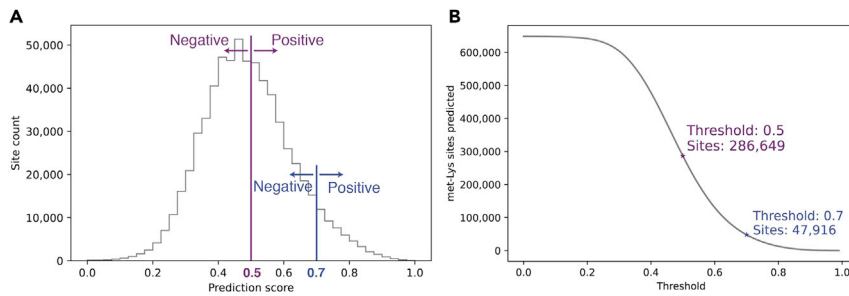 A
Negative
Positive
Negative
Positive
Site count
50,000
40,000
30,000
20,000
10,000
0
0.0
0.2
0.4
0.5
0.6
0.7
0.8
1.0
Prediction score
B
met-Lys sites predicted
600,000
500,000
400,000
300,000
200,000
100,000
0
Threshold: 0.5
Sites: 286,649
Threshold: 0.7
Sites: 47,916
0.0
0.2
0.4
0.6
0.8
1.0
Threshold